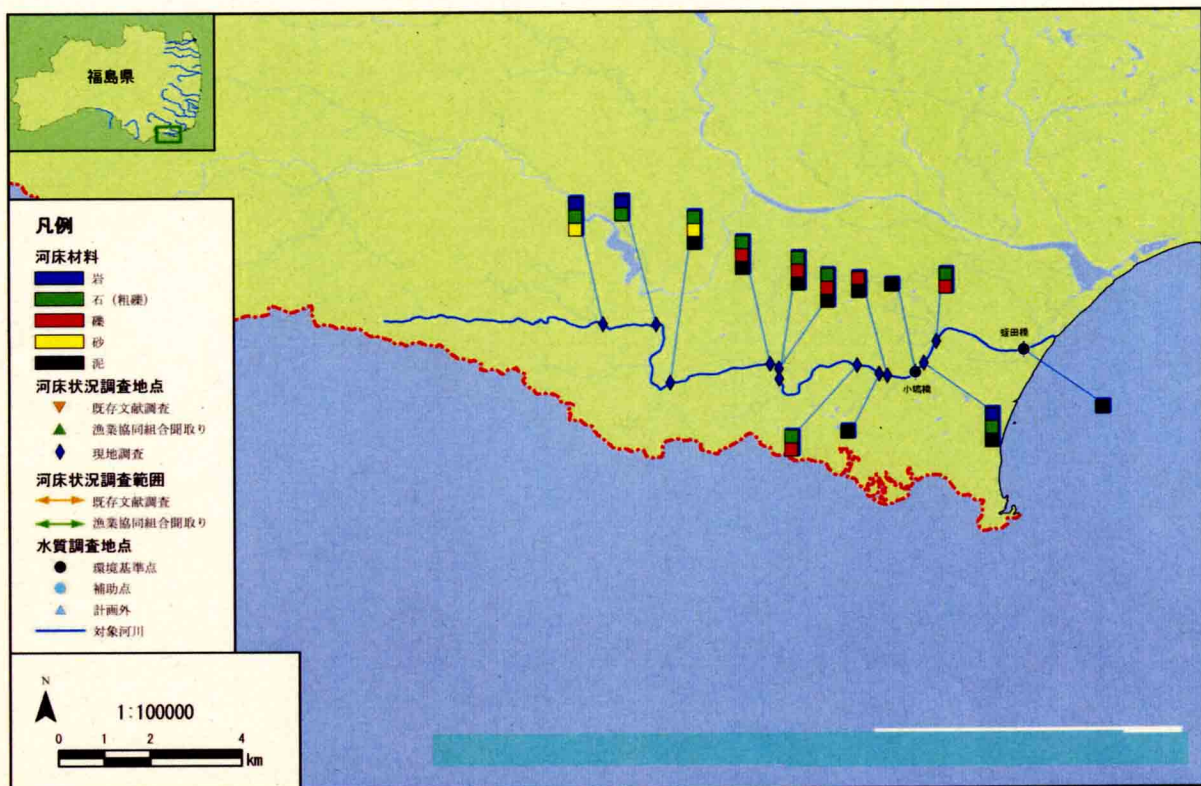 福島県
凡例
河床材料
岩
石(粗礫)
礫
砂
泥
河床状況調査地点
既存文献調査
漁業協同組合聞取り
現地調査
河床状況調査範囲
既存文献調査
漁業協同組合聞取り
水質調査地点
環境基準点
補助点
計画外
対象河川
N
1:100000
0 1 2 4
km
蛭田橋
小塙橋